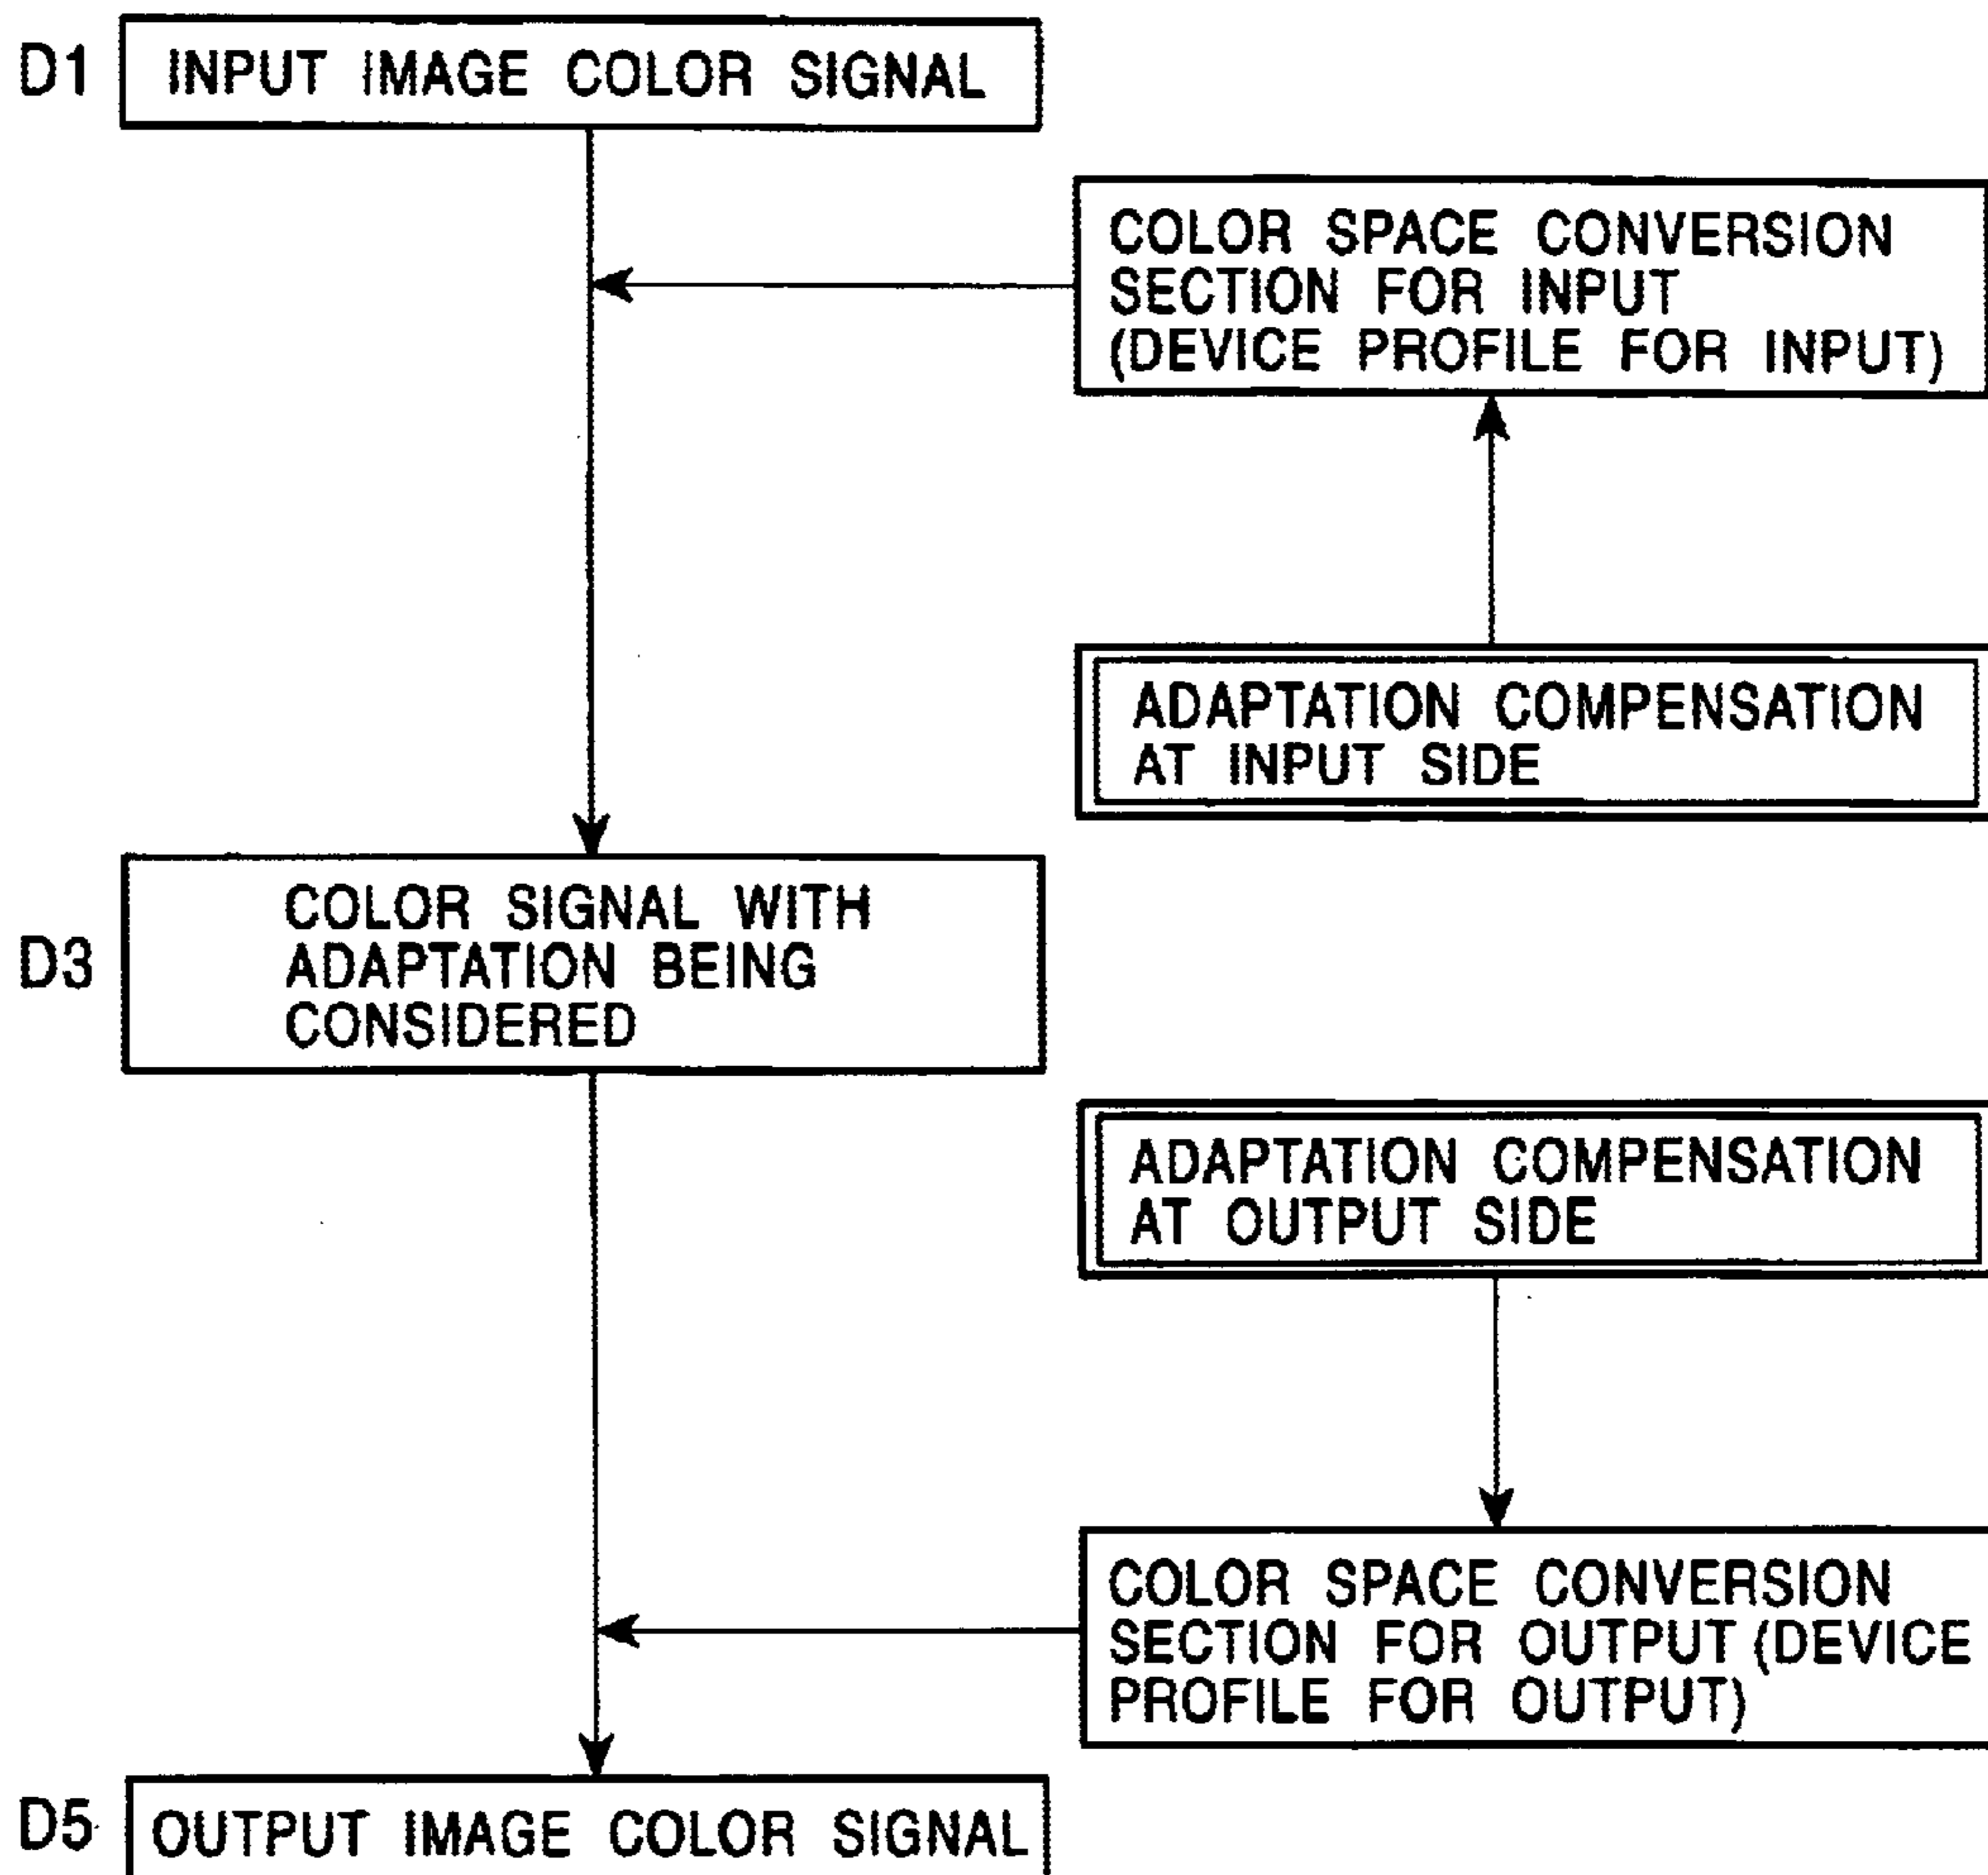 D1
INPUT IMAGE COLOR SIGNAL
COLOR SPACE CONVERSION
SECTION FOR INPUT
(DEVICE PROFILE FOR INPUT)
ADAPTATION COMPENSATION
AT INPUT SIDE
D3
COLOR SIGNAL WITH
ADAPTATION BEING
CONSIDERED
ADAPTATION COMPENSATION
AT OUTPUT SIDE
COLOR SPACE CONVERSION
SECTION FOR OUTPUT (DEVICE
PROFILE FOR OUTPUT)
D5
OUTPUT IMAGE COLOR SIGNAL